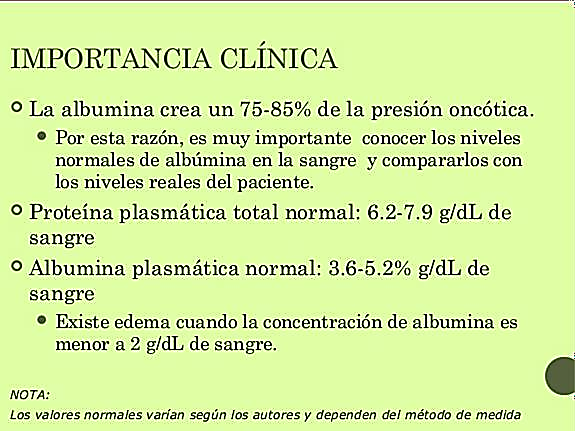 IMPORTANCIA CLÍNICA
La albumina crea un 75-85% de la presión oncótica.
Por esta razón, es muy importante conocer los niveles
normales de albúmina en la sangre y compararlos con
los niveles reales del paciente.
Proteína plasmática total normal: 6.2-7.9 g/dL de
sangre
Albumina plasmática normal: 3.6-5.2% g/dL de
sangre
Existe edema cuando la concentración de albumina es
menor a 2 g/dL de sangre.
NOTA:
Los valores normales varían según los autores y dependen del método de medida